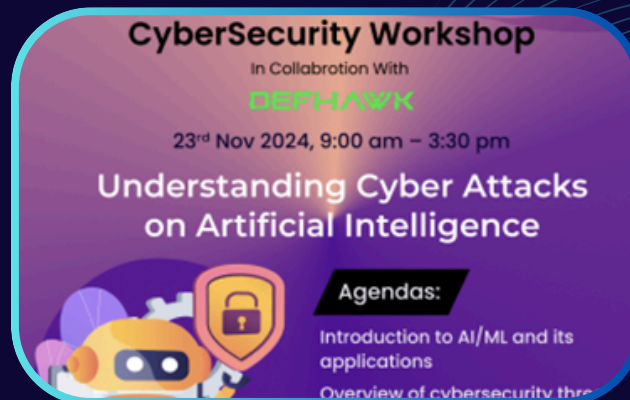 CyberSecurity Workshop
In Collabrotion With
DEFHAWK
23rd Nov 2024, 9:00 am – 3:30 pm
Understanding Cyber Attacks
on Artificial Intelligence
Agendas:
Introduction to AI/ML and its
applications
Overview of cybersecurity